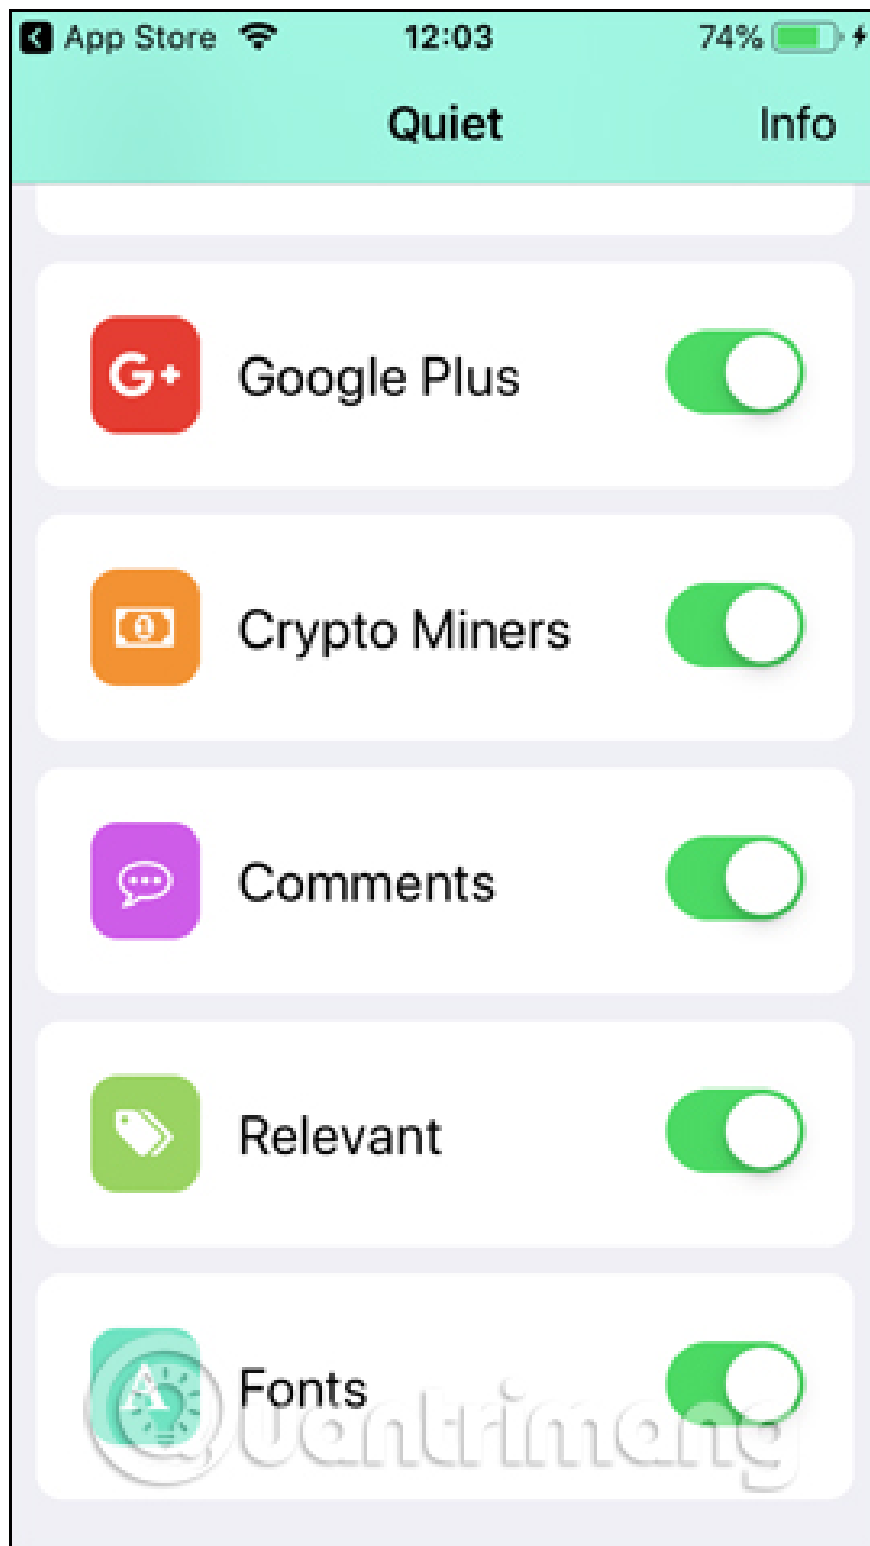 App Store 12:03 74%
Quiet Info
G+ Google Plus
Crypto Miners
Comments
Relevant
A Fonts
Quantrimang